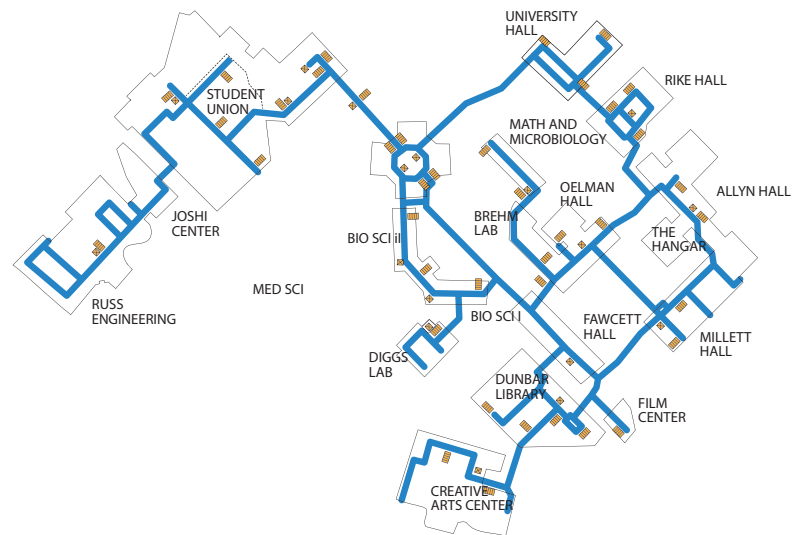 UNIVERSITY
HALL
RIKE HALL
STUDENT
UNION
MATH AND
MICROBIOLOGY
OELMAN
HALL
ALLYN HALL
JOSHI
CENTER
BREHM
LAB
THE
HANGAR
BIO SCI iI
MED SCI
RUSS
ENGINEERING
BIO SCI I
FAWCETT
HALL
MILLETT
HALL
DIGGS
LAB
DUNBAR
LIBRARY
FILM
CENTER
CREATIVE
ARTS CENTER